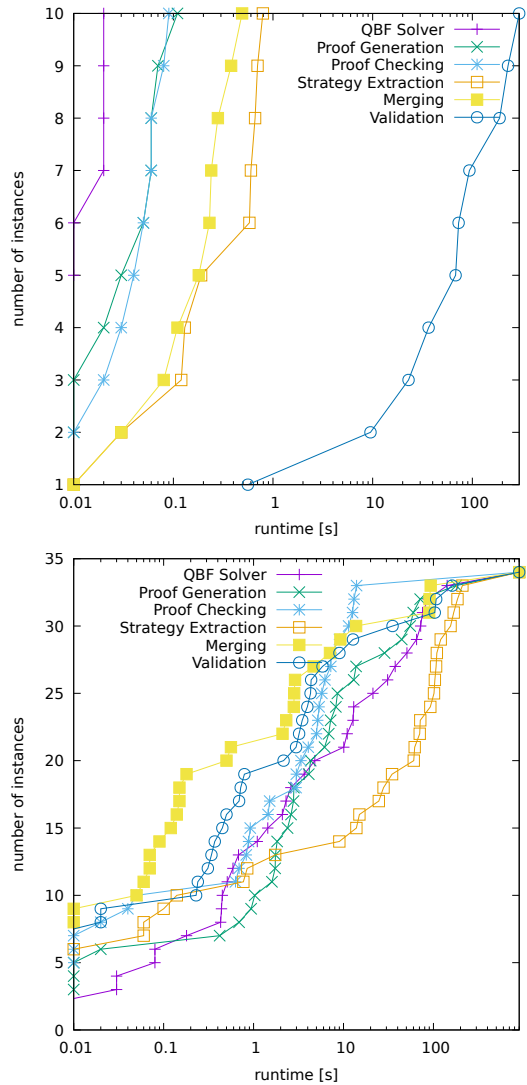 10
9
8
7
6
5
4
3
2
1
number of instances
QBF Solver
Proof Generation
Proof Checking
Strategy Extraction
Merging
Validation
0.01 0.1 1 10 100
runtime [s]
35
30
25
20
15
10
5
0
number of instances
QBF Solver
Proof Generation
Proof Checking
Strategy Extraction
Merging
Validation
0.01 0.1 1 10 100
runtime [s]